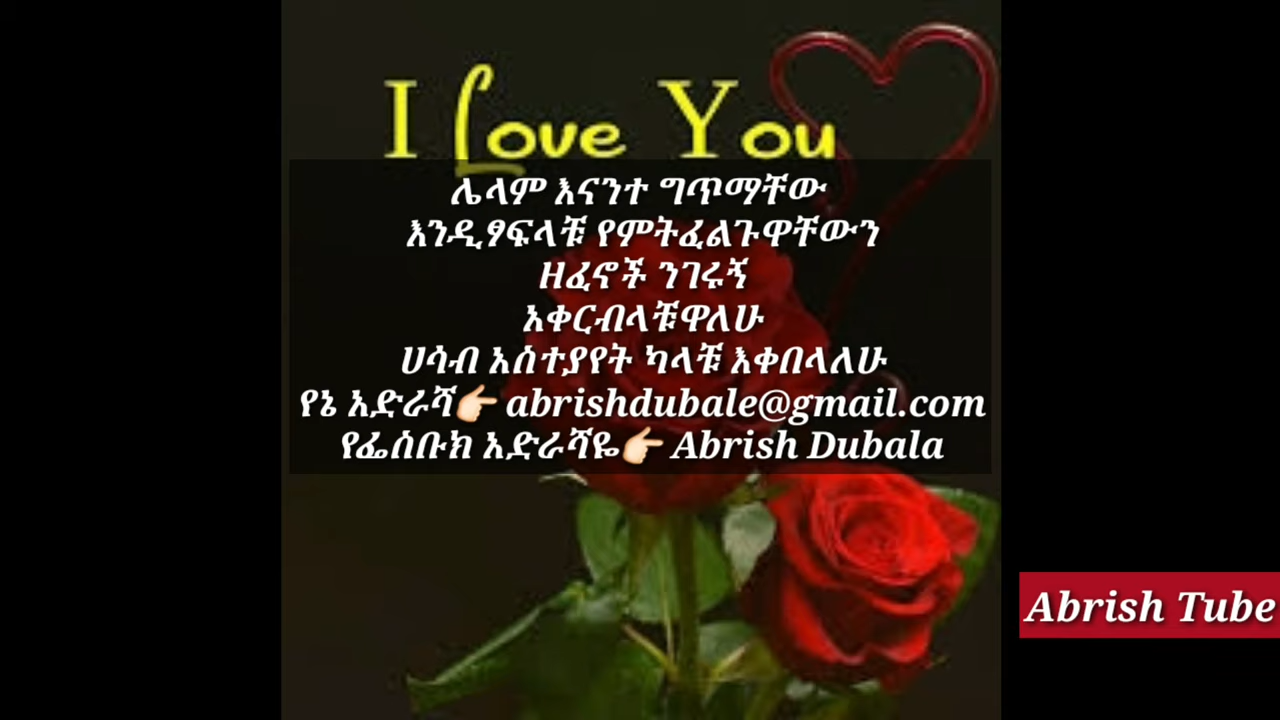 I Love You
ሌላም እናንተ ግጥማቸው
እንዲፃፍላቹ የምትፈልጉዋቸውን
ዘፈኖች ንገሩኝ
አቀርብላቹዋለሁ
ሀሳብ አስተያየት ካላቹ እቀበላለሁ
የኔ አድራሻ👉🏻 abrishdubale@gmail.com
የፌስቡክ አድራሻዬ👉🏻 Abrish Dubala
Abrish Tube